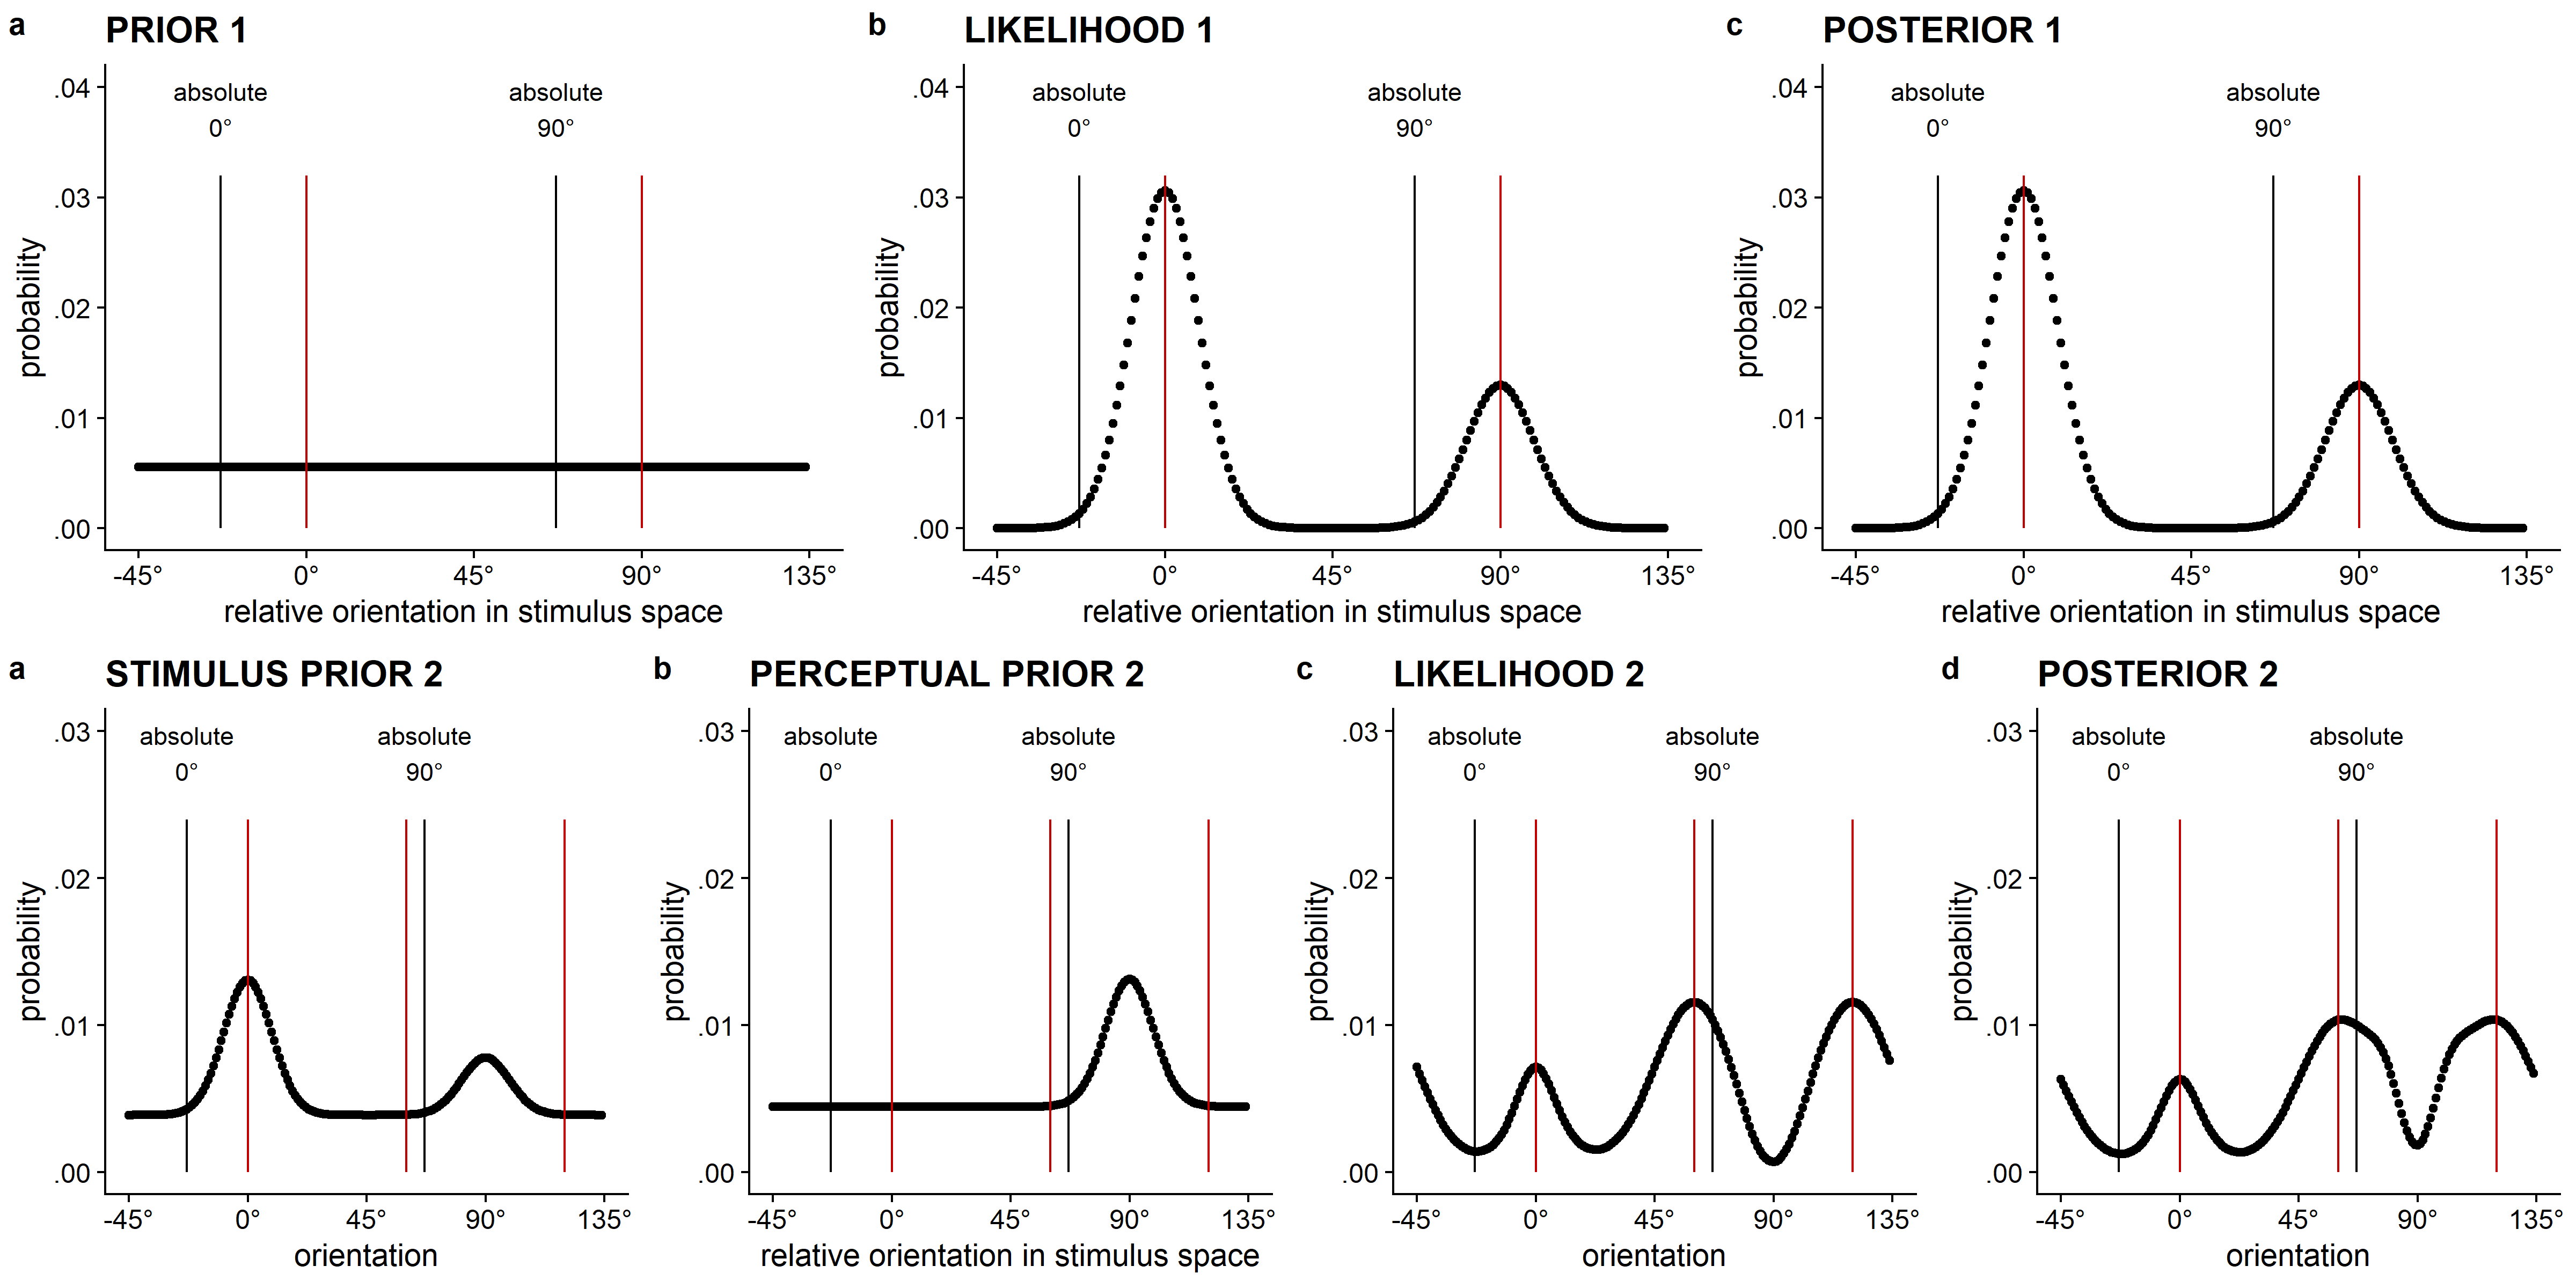 a PRIOR 1
.04
.03
.02
.01
.00
probability
absolute
0°
absolute
90°
-45° 0° 45° 90° 135°
relative orientation in stimulus space
b LIKELIHOOD 1
.04
.03
.02
.01
.00
probability
absolute
0°
absolute
90°
-45° 0° 45° 90° 135°
relative orientation in stimulus space
c POSTERIOR 1
.04
.03
.02
.01
.00
probability
absolute
0°
absolute
90°
-45° 0° 45° 90° 135°
relative orientation in stimulus space
a STIMULUS PRIOR 2
.03
.02
.01
.00
probability
absolute
0°
absolute
90°
-45° 0° 45° 90° 135°
orientation
b PERCEPTUAL PRIOR 2
.03
.02
.01
.00
probability
absolute
0°
absolute
90°
-45° 0° 45° 90° 135°
relative orientation in stimulus space
c LIKELIHOOD 2
.03
.02
.01
.00
probability
absolute
0°
absolute
90°
-45° 0° 45° 90° 135°
orientation
d POSTERIOR 2
.03
.02
.01
.00
probability
absolute
0°
absolute
90°
-45° 0° 45° 90° 135°
orientation